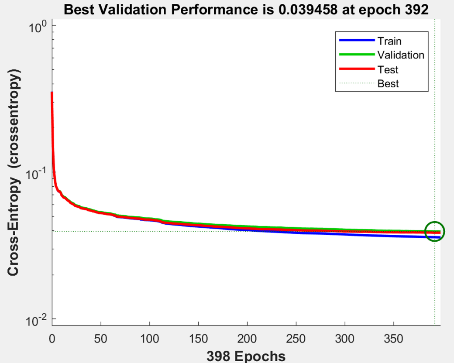 Best Validation Performance is 0.039458 at epoch 392
Train
Validation
Test
Best
Cross-Entropy (crossentropy)
10^0
10^-1
10^-2
0 50 100 150 200 250 300 350
398 Epochs